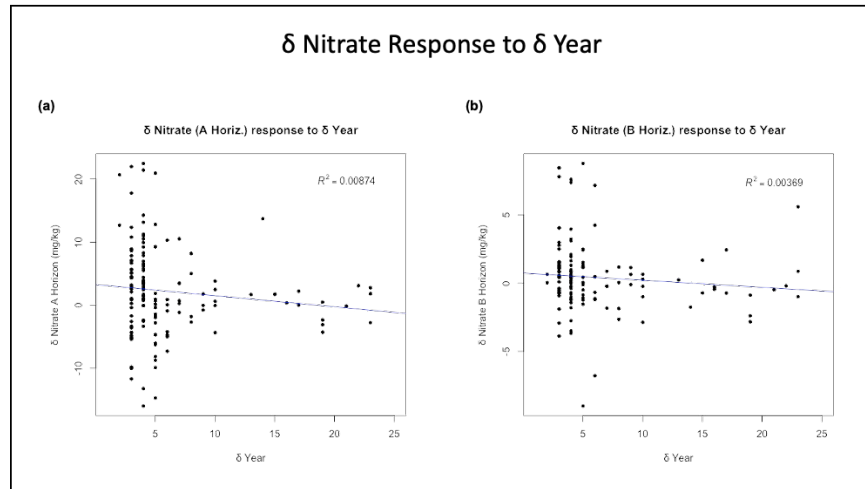 δ Nitrate Response to δ Year
(a)
δ Nitrate (A Horiz.) response to δ Year
R² = 0.00874
20
10
0
-10
δ Nitrate A Horizon (mg/kg)
5
10
15
20
25
δ Year
(b)
δ Nitrate (B Horiz.) response to δ Year
R² = 0.00369
5
0
-5
δ Nitrate B Horizon (mg/kg)
5
10
15
20
25
δ Year